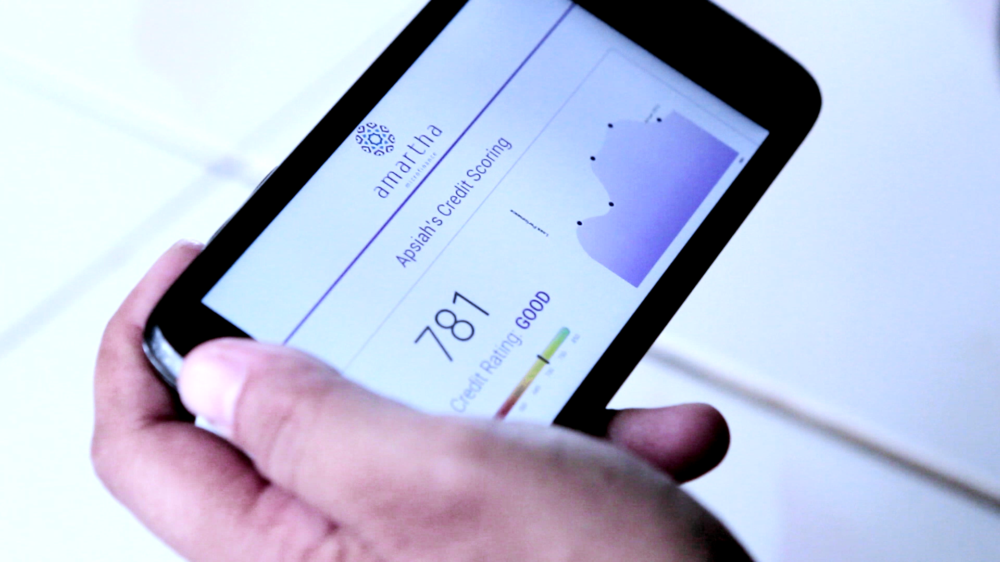 amartha
microfinance
Apsiah's Credit Scoring
781
Credit Rating: GOOD